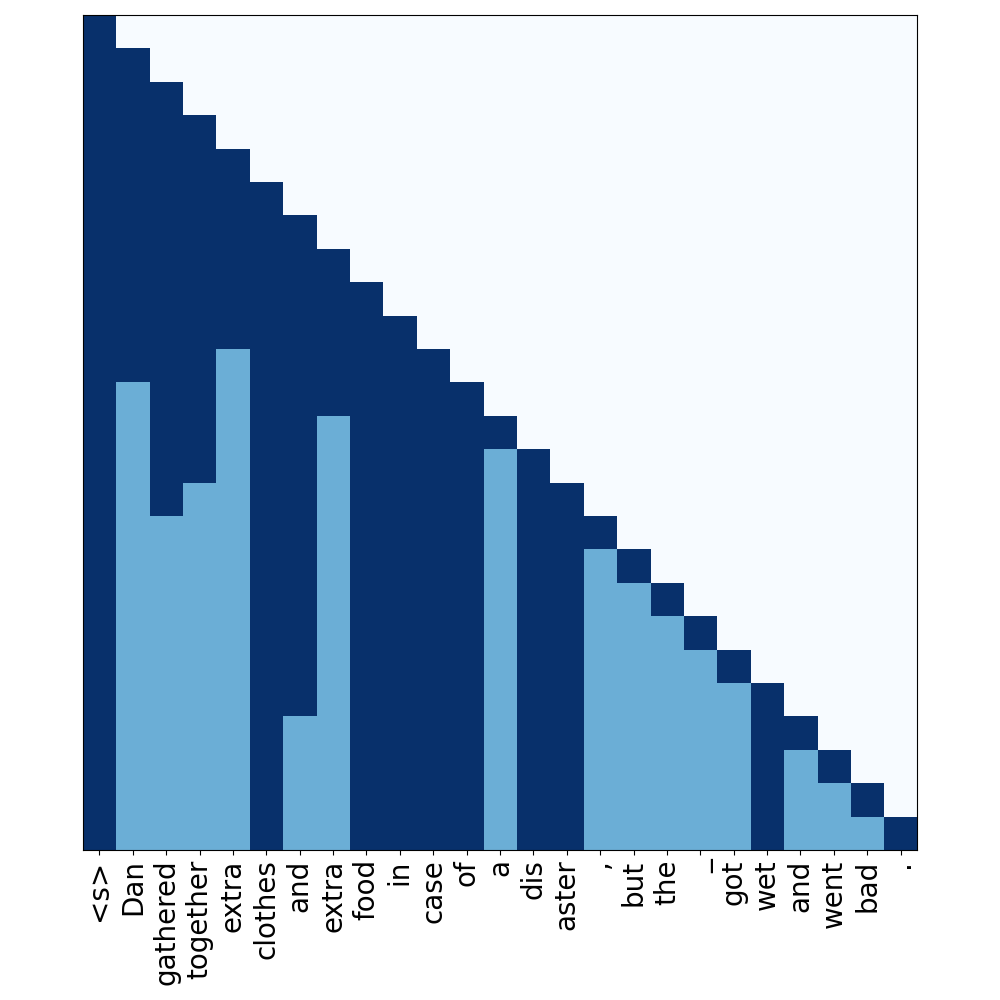 <s> Dan gathered together extra clothes and extra food in case of a dis aster , but the _ got wet and went bad .